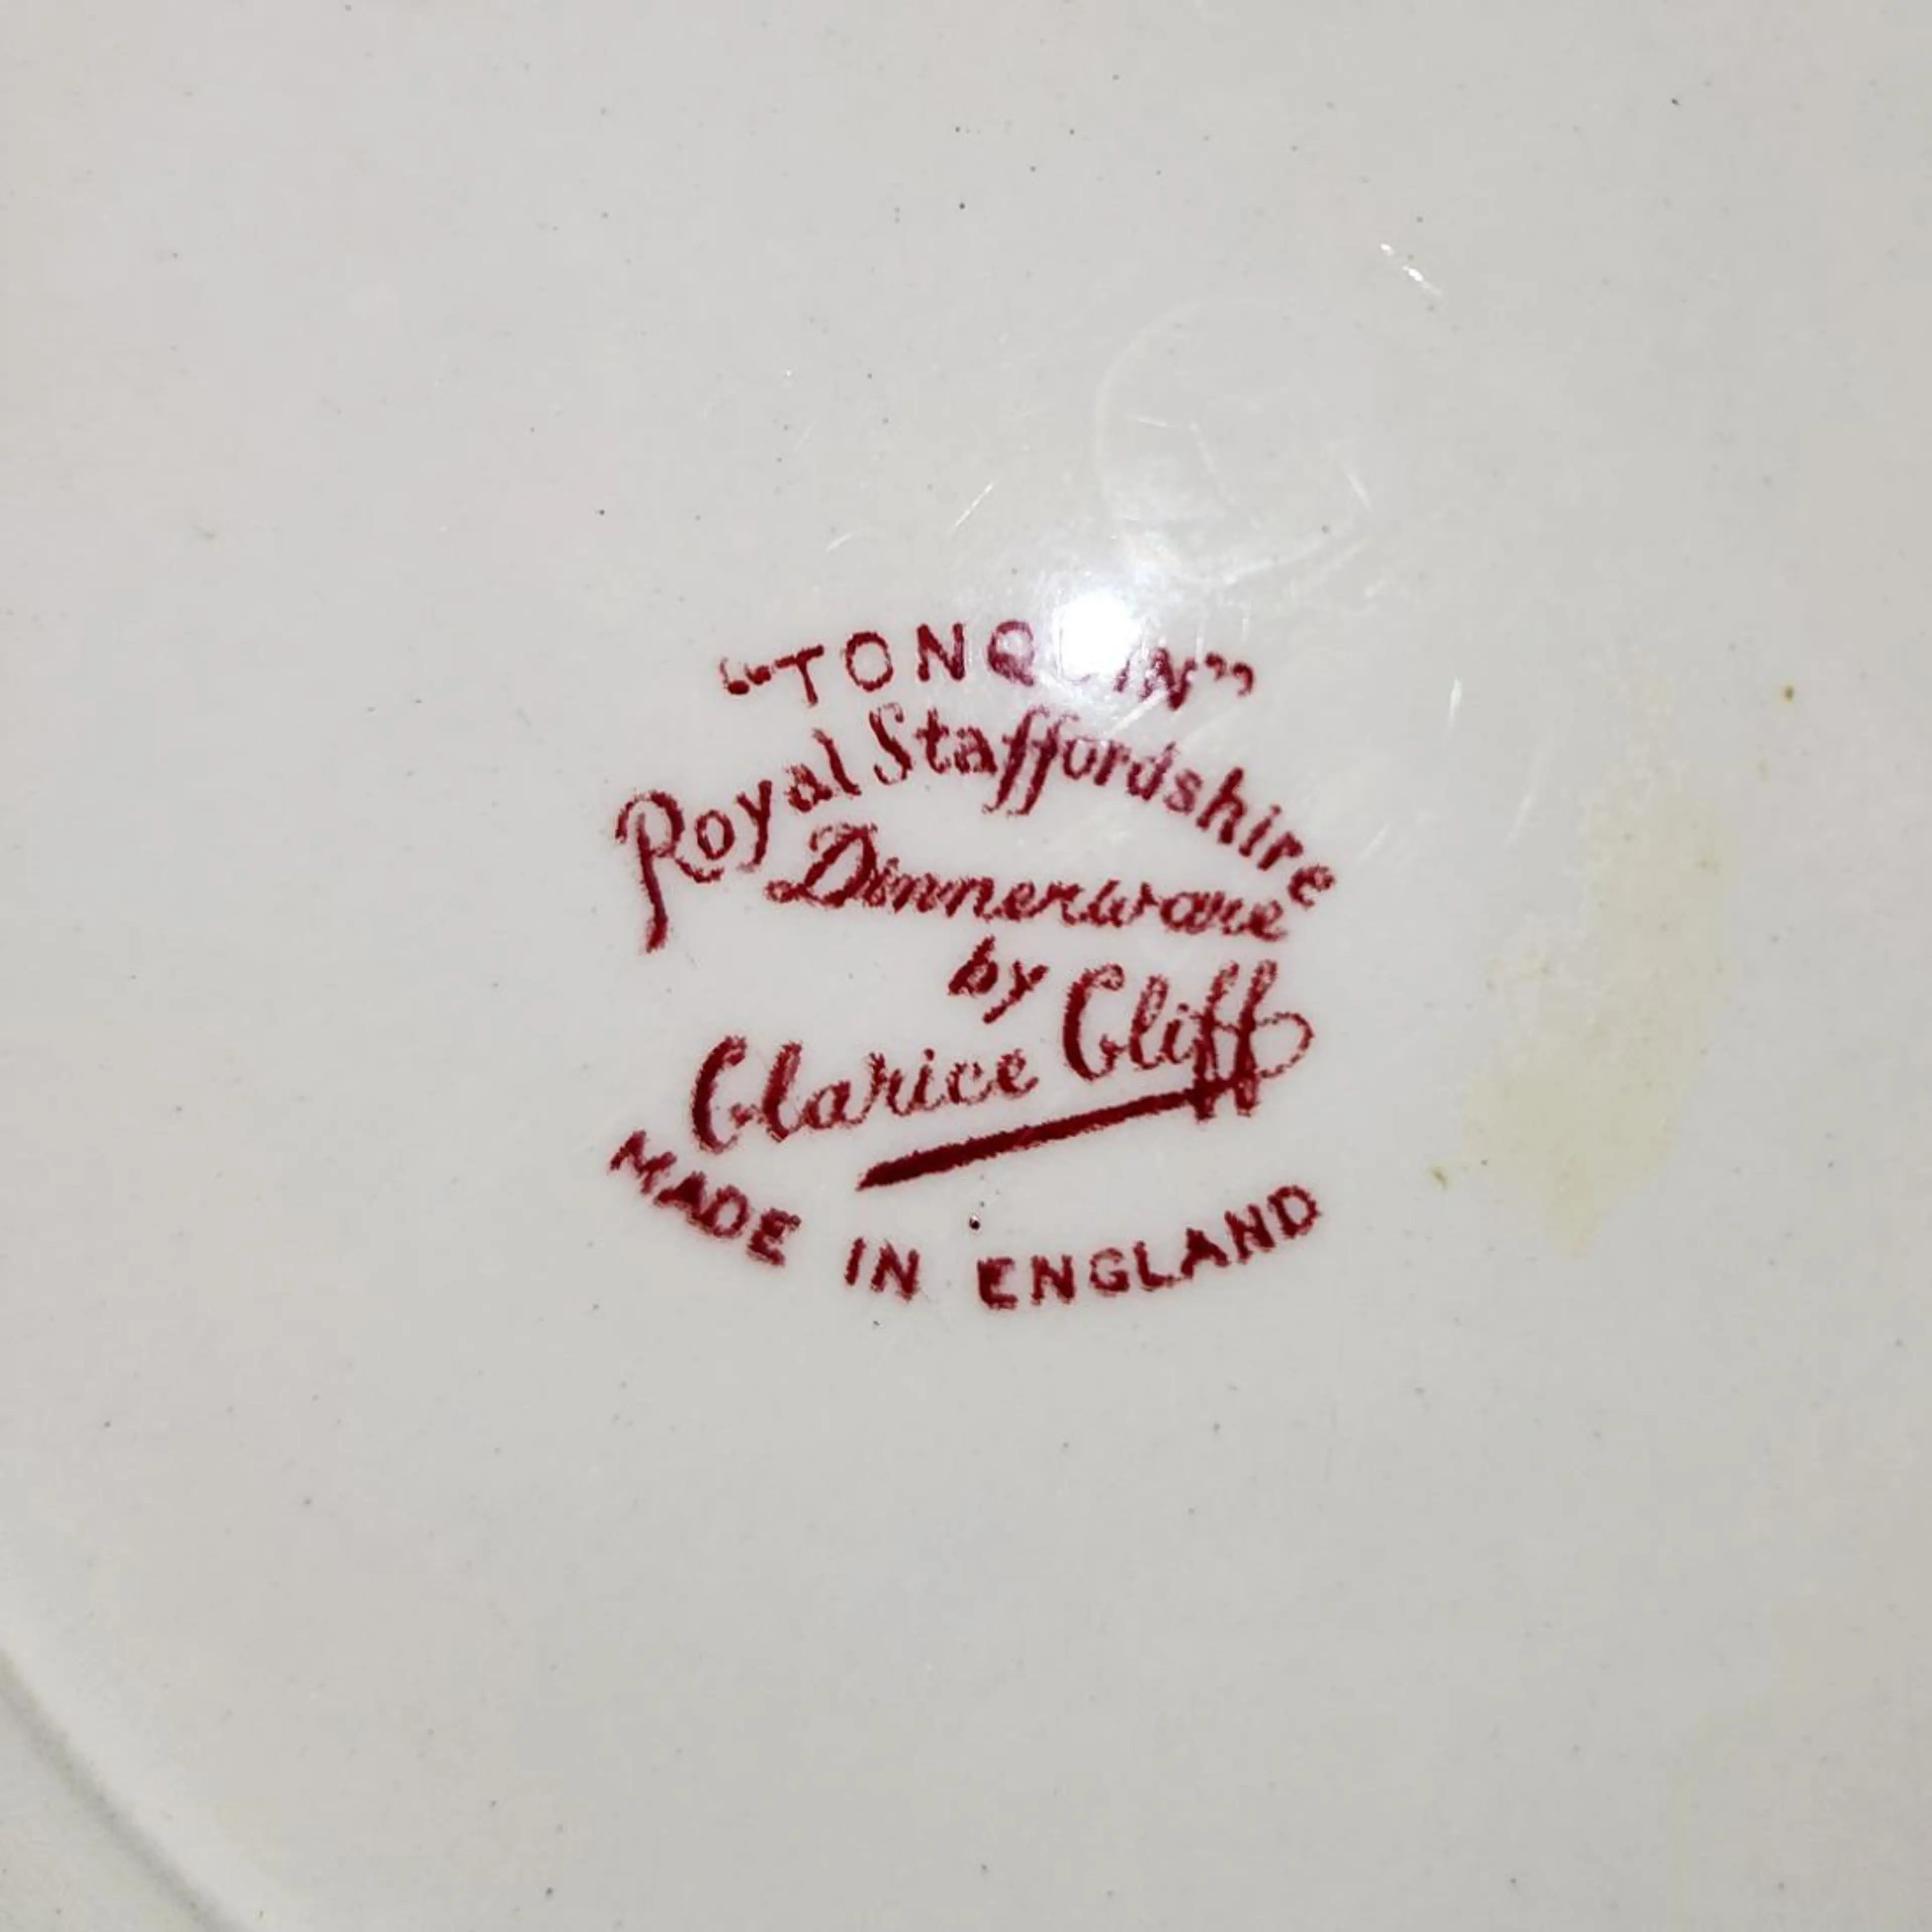 "TONQUIN"
Royal Staffordshire
Dinnerware
by
Clarice Cliff
MADE IN ENGLAND